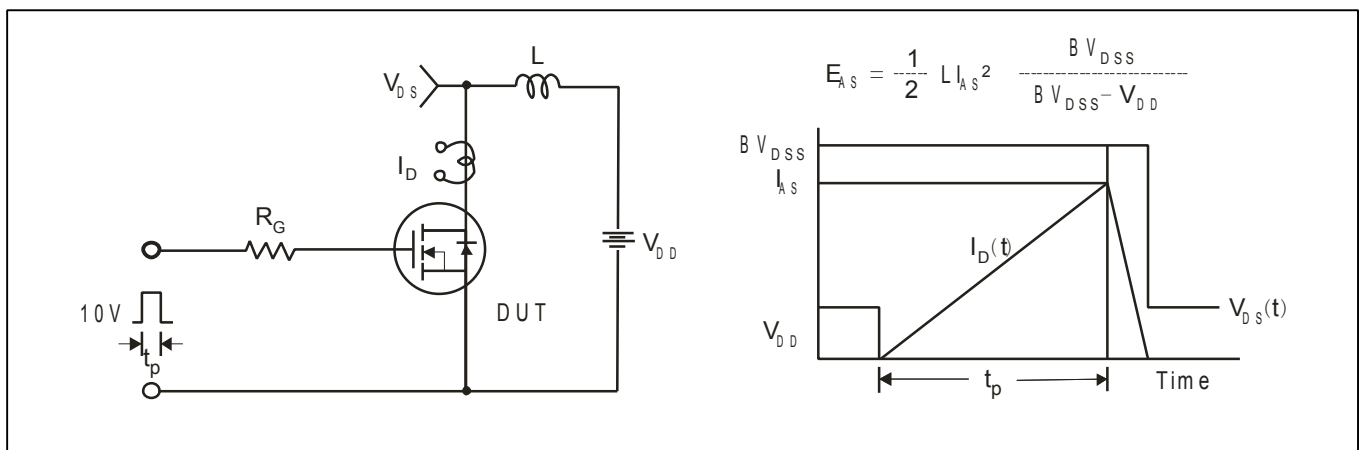 L
V_DS
I_D
R_G
V_DD
10V
t_p
DUT
E_AS = 1/2 L I_AS² BV_DSS / (BV_DSS − V_DD)
BV_DSS
I_AS
I_D(t)
V_DS(t)
V_DD
t_p
Time